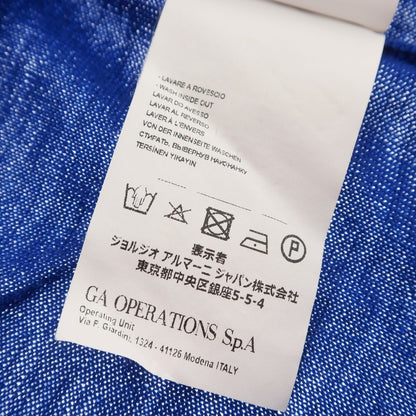 - LAVARE A ROVESCIO
- WASH INSIDE OUT
LAVAR DO AVESSO
LAVAR AL REVERSO
LAVER À L'ENVERS
VON DER INNENSEITE WASCHEN
СТИРАТЬ, ВЫВЕРНУВ НАИЗНАНКУ
TERSİNEN YIKAYIN
P
表示者
ジョルジオ アルマーニ ジャパン株式会社
東京都中央区銀座5-5-4
GA OPERATIONS S.p.A
Operating Unit
Via F. Giardini, 1324 - 41126 Modena ITALY